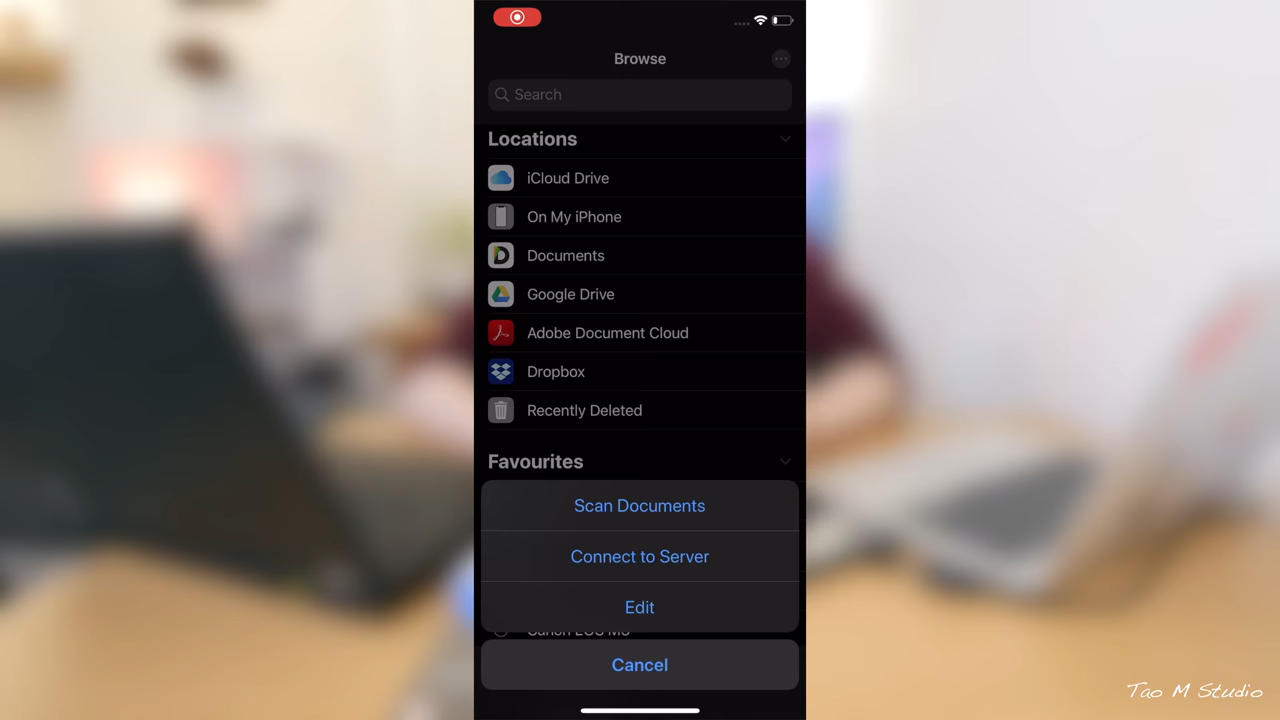 Browse
Search
Locations
iCloud Drive
On My iPhone
Documents
Google Drive
Adobe Document Cloud
Dropbox
Recently Deleted
Favourites
Scan Documents
Connect to Server
Edit
Cancel
Tao M Studio